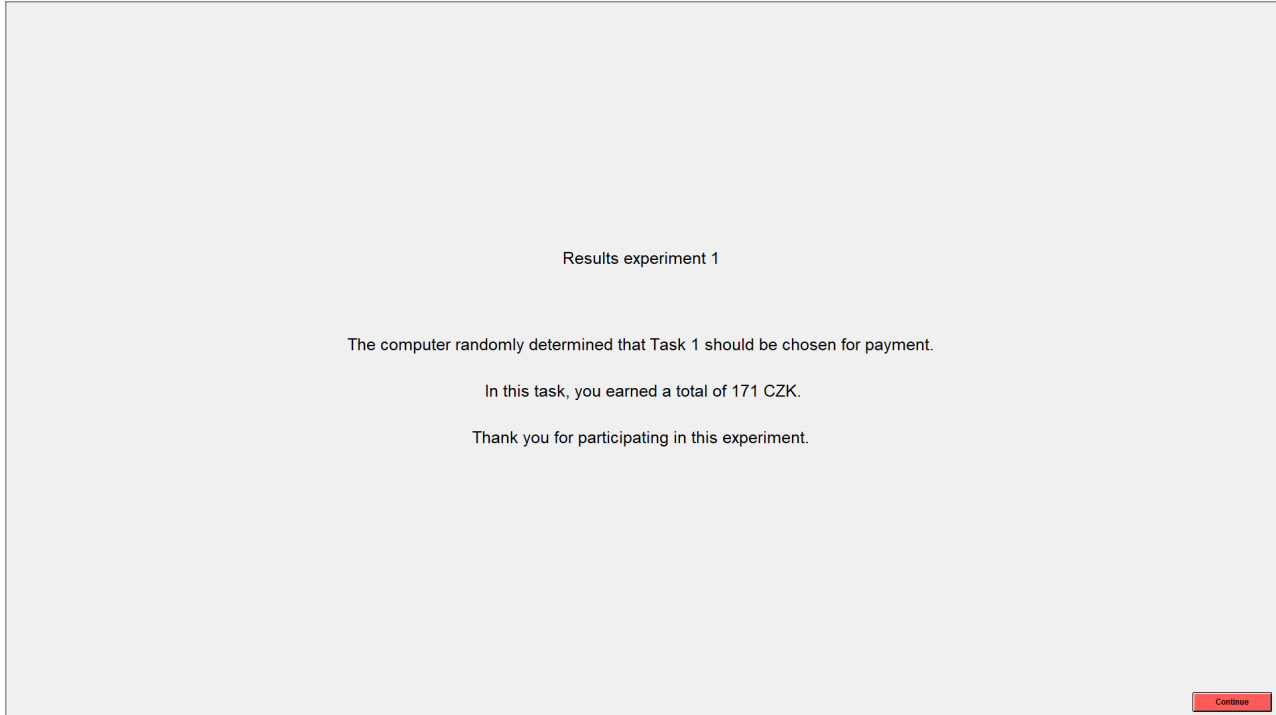 Results experiment 1
The computer randomly determined that Task 1 should be chosen for payment.
In this task, you earned a total of 171 CZK.
Thank you for participating in this experiment.
Continue